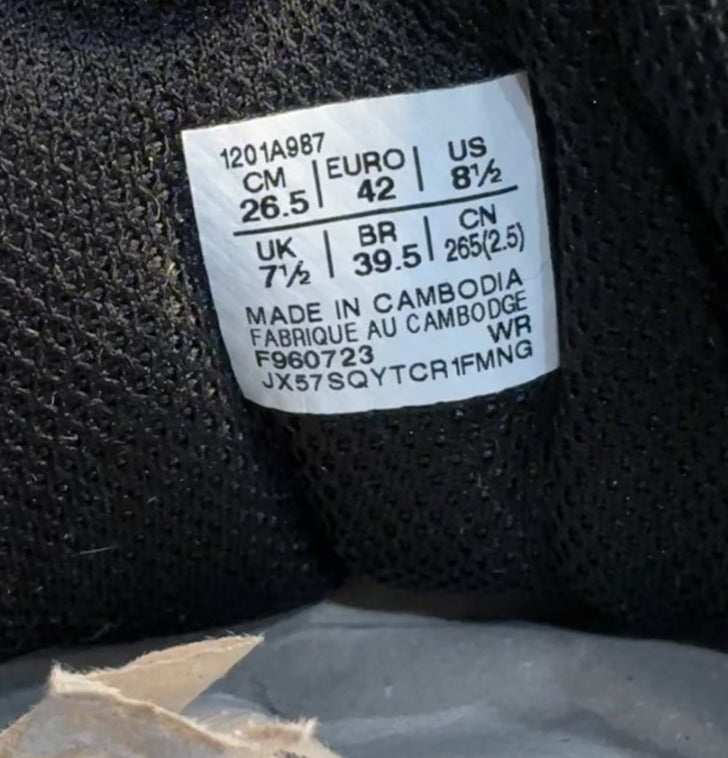 1201A987
CM | EURO | US
26.5 | 42 | 8½
UK | BR | CN
7½ | 39.5 | 265(2.5)
MADE IN CAMBODIA
FABRIQUE AU CAMBODGE
F960723 WR
JX57SQYTCR1FMNG